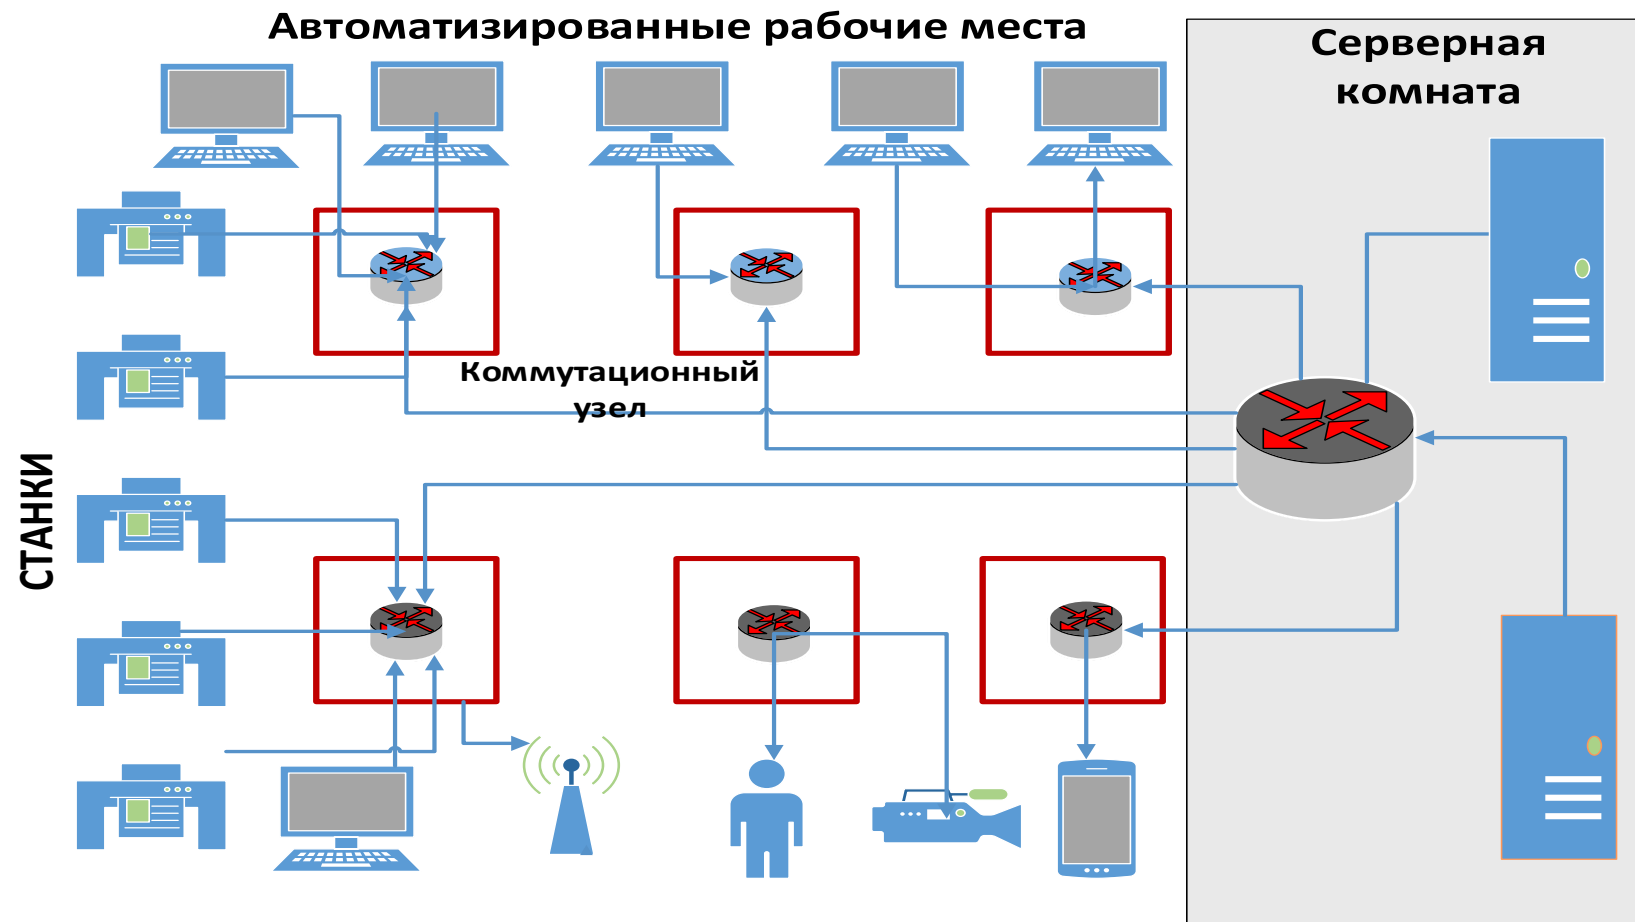 Автоматизированные рабочие места
Серверная
комната
Коммутационный
узел
СТАНКИ